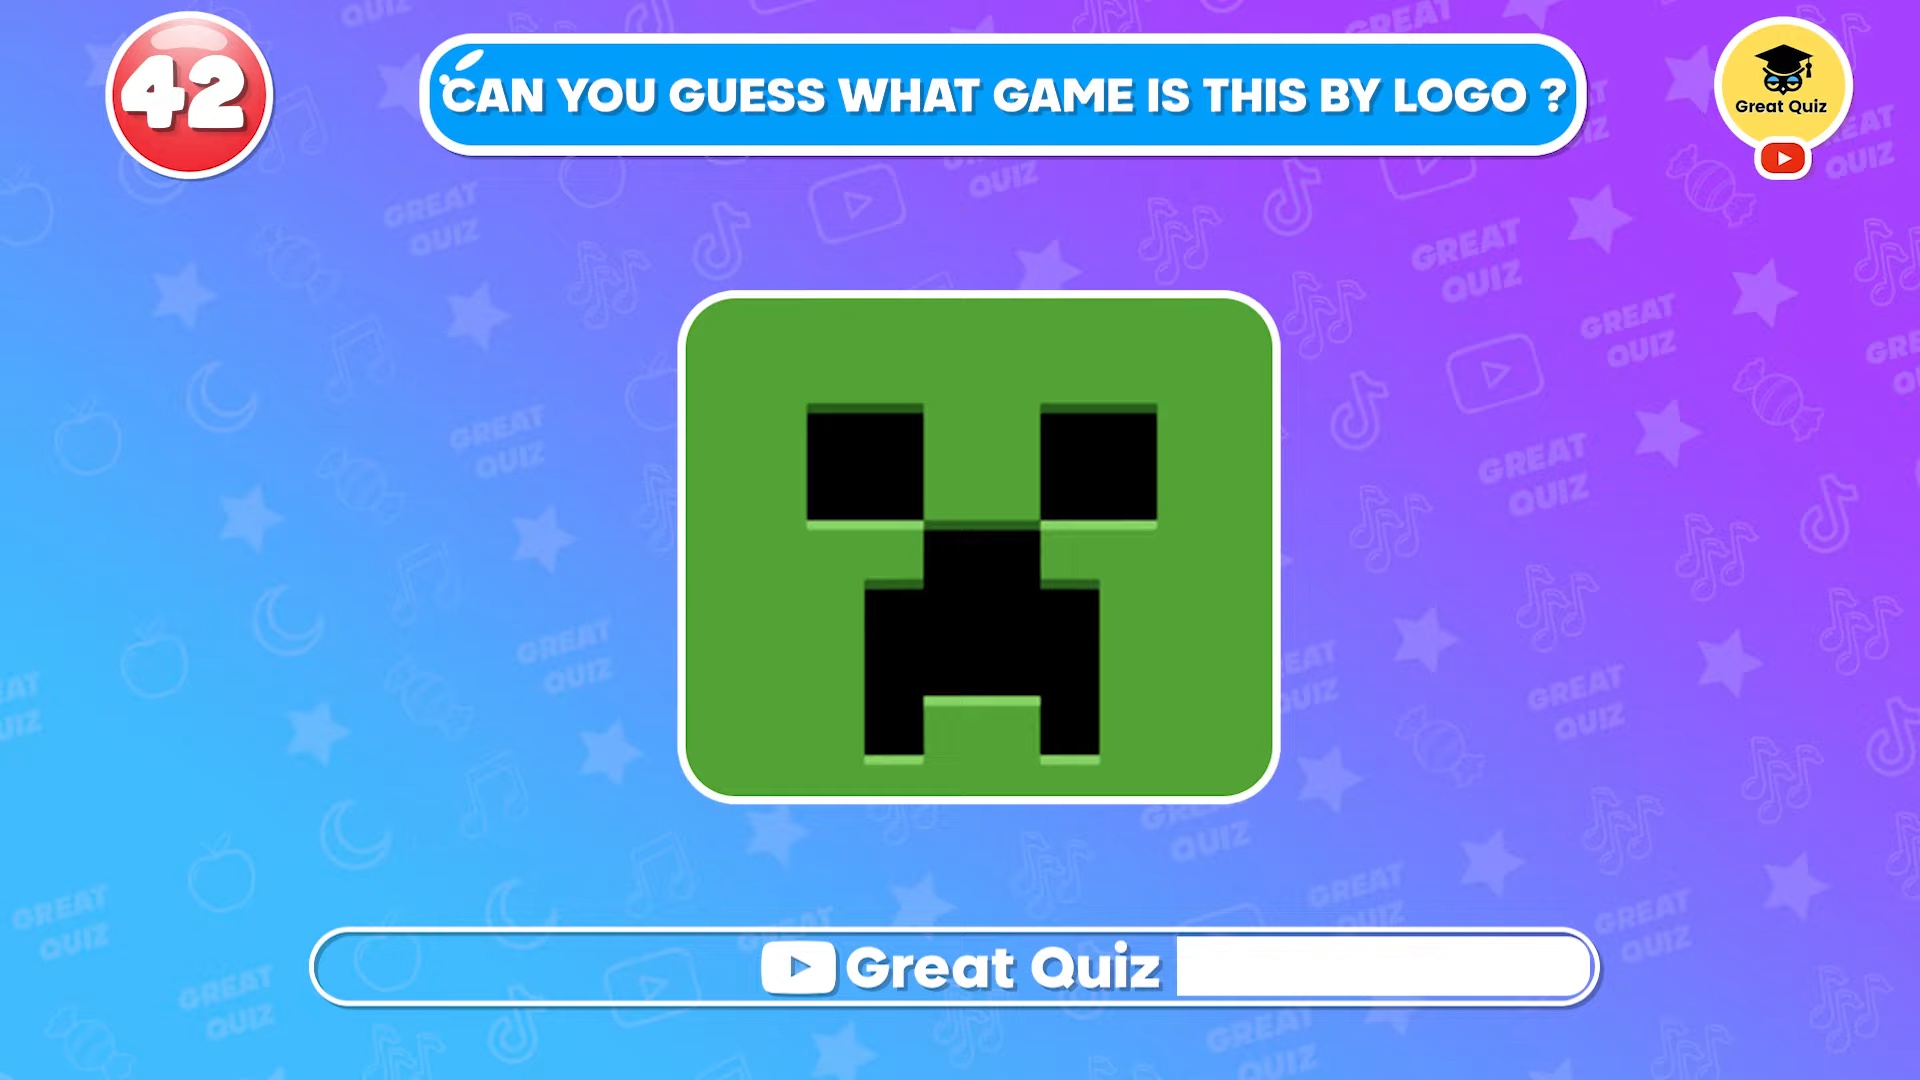 42
CAN YOU GUESS WHAT GAME IS THIS BY LOGO ?
Great Quiz
Great Quiz